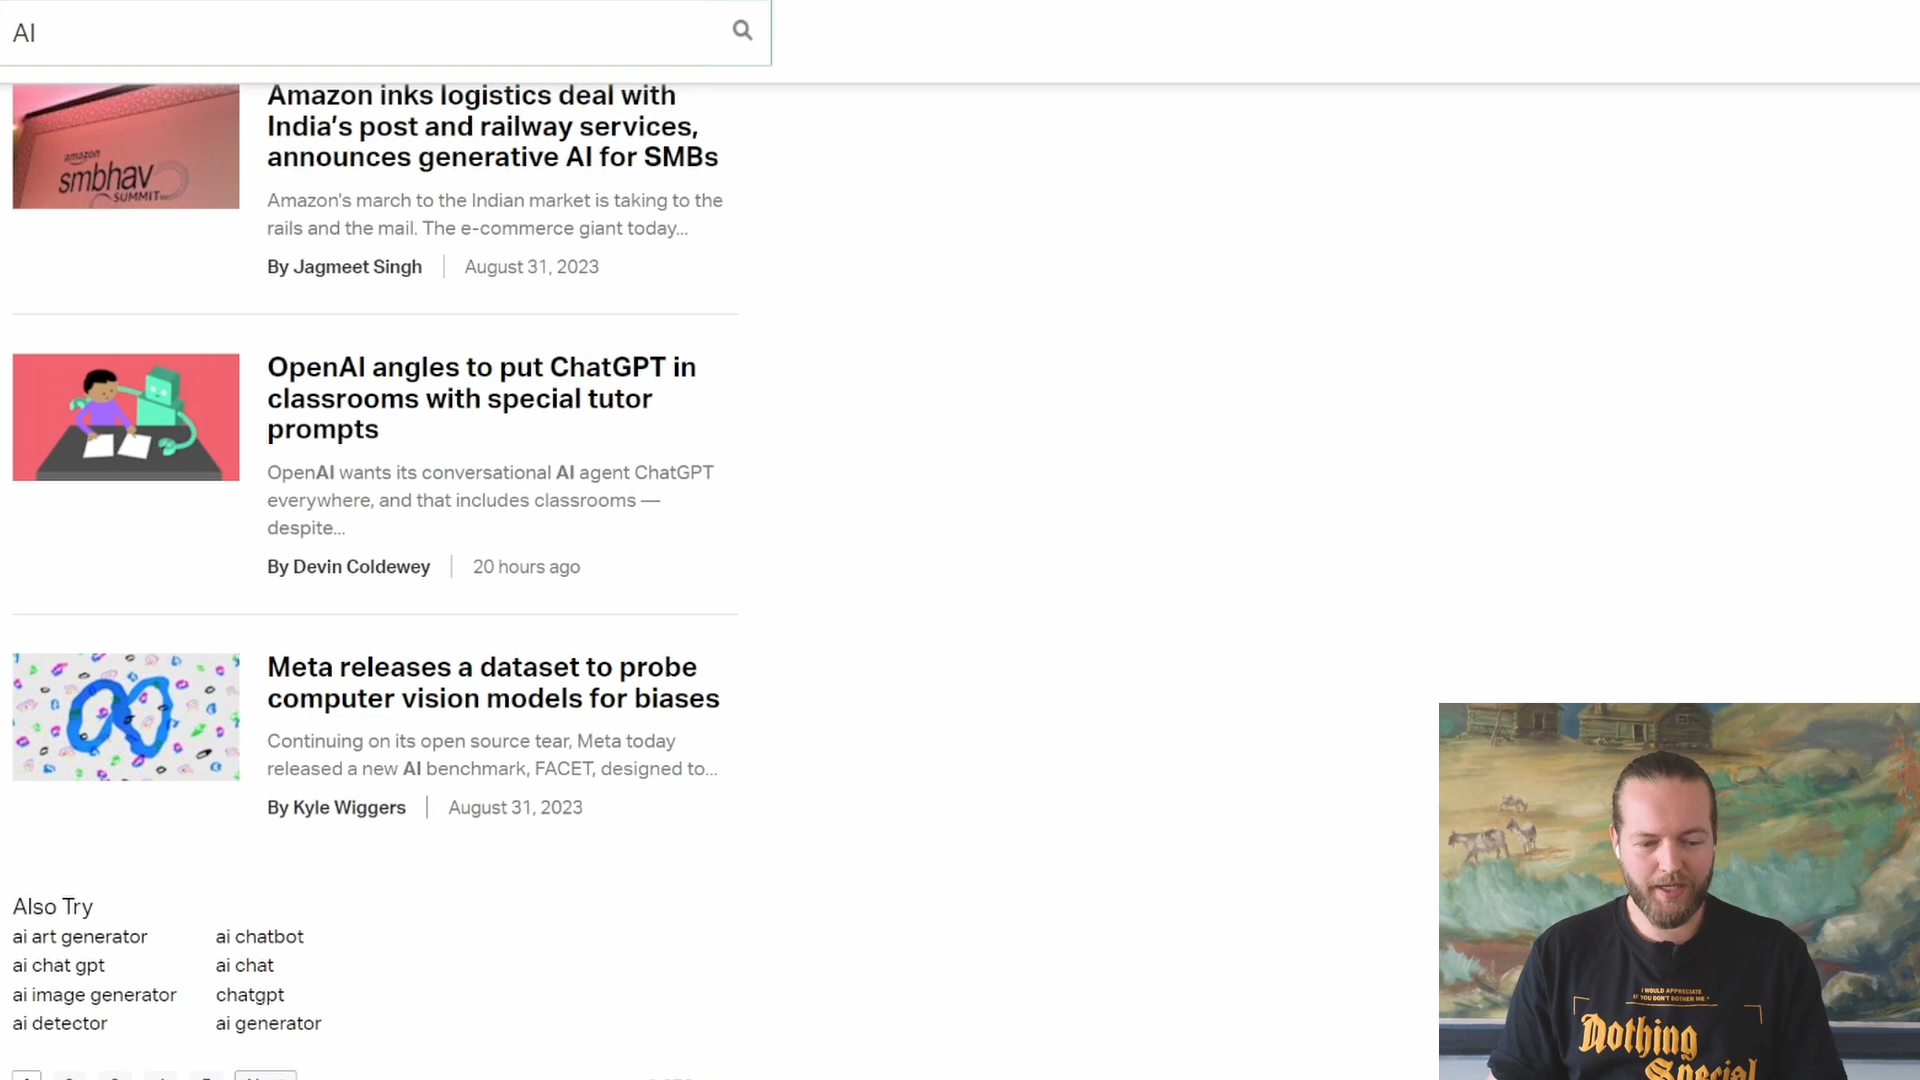 AI
Amazon inks logistics deal with
India's post and railway services,
announces generative AI for SMBs
amazon
smbhav
SUMMIT
Amazon's march to the Indian market is taking to the
rails and the mail. The e-commerce giant today...
By Jagmeet Singh
August 31, 2023
OpenAI angles to put ChatGPT in
classrooms with special tutor
prompts
OpenAI wants its conversational AI agent ChatGPT
everywhere, and that includes classrooms —
despite...
By Devin Coldewey
20 hours ago
Meta releases a dataset to probe
computer vision models for biases
Continuing on its open source tear, Meta today
released a new AI benchmark, FACET, designed to...
By Kyle Wiggers
August 31, 2023
Also Try
ai art generator
ai chatbot
ai chat gpt
ai chat
ai image generator
chatgpt
ai detector
ai generator
I WOULD APPRECIATE
IF YOU DON'T BOTHER ME
Nothing
Special